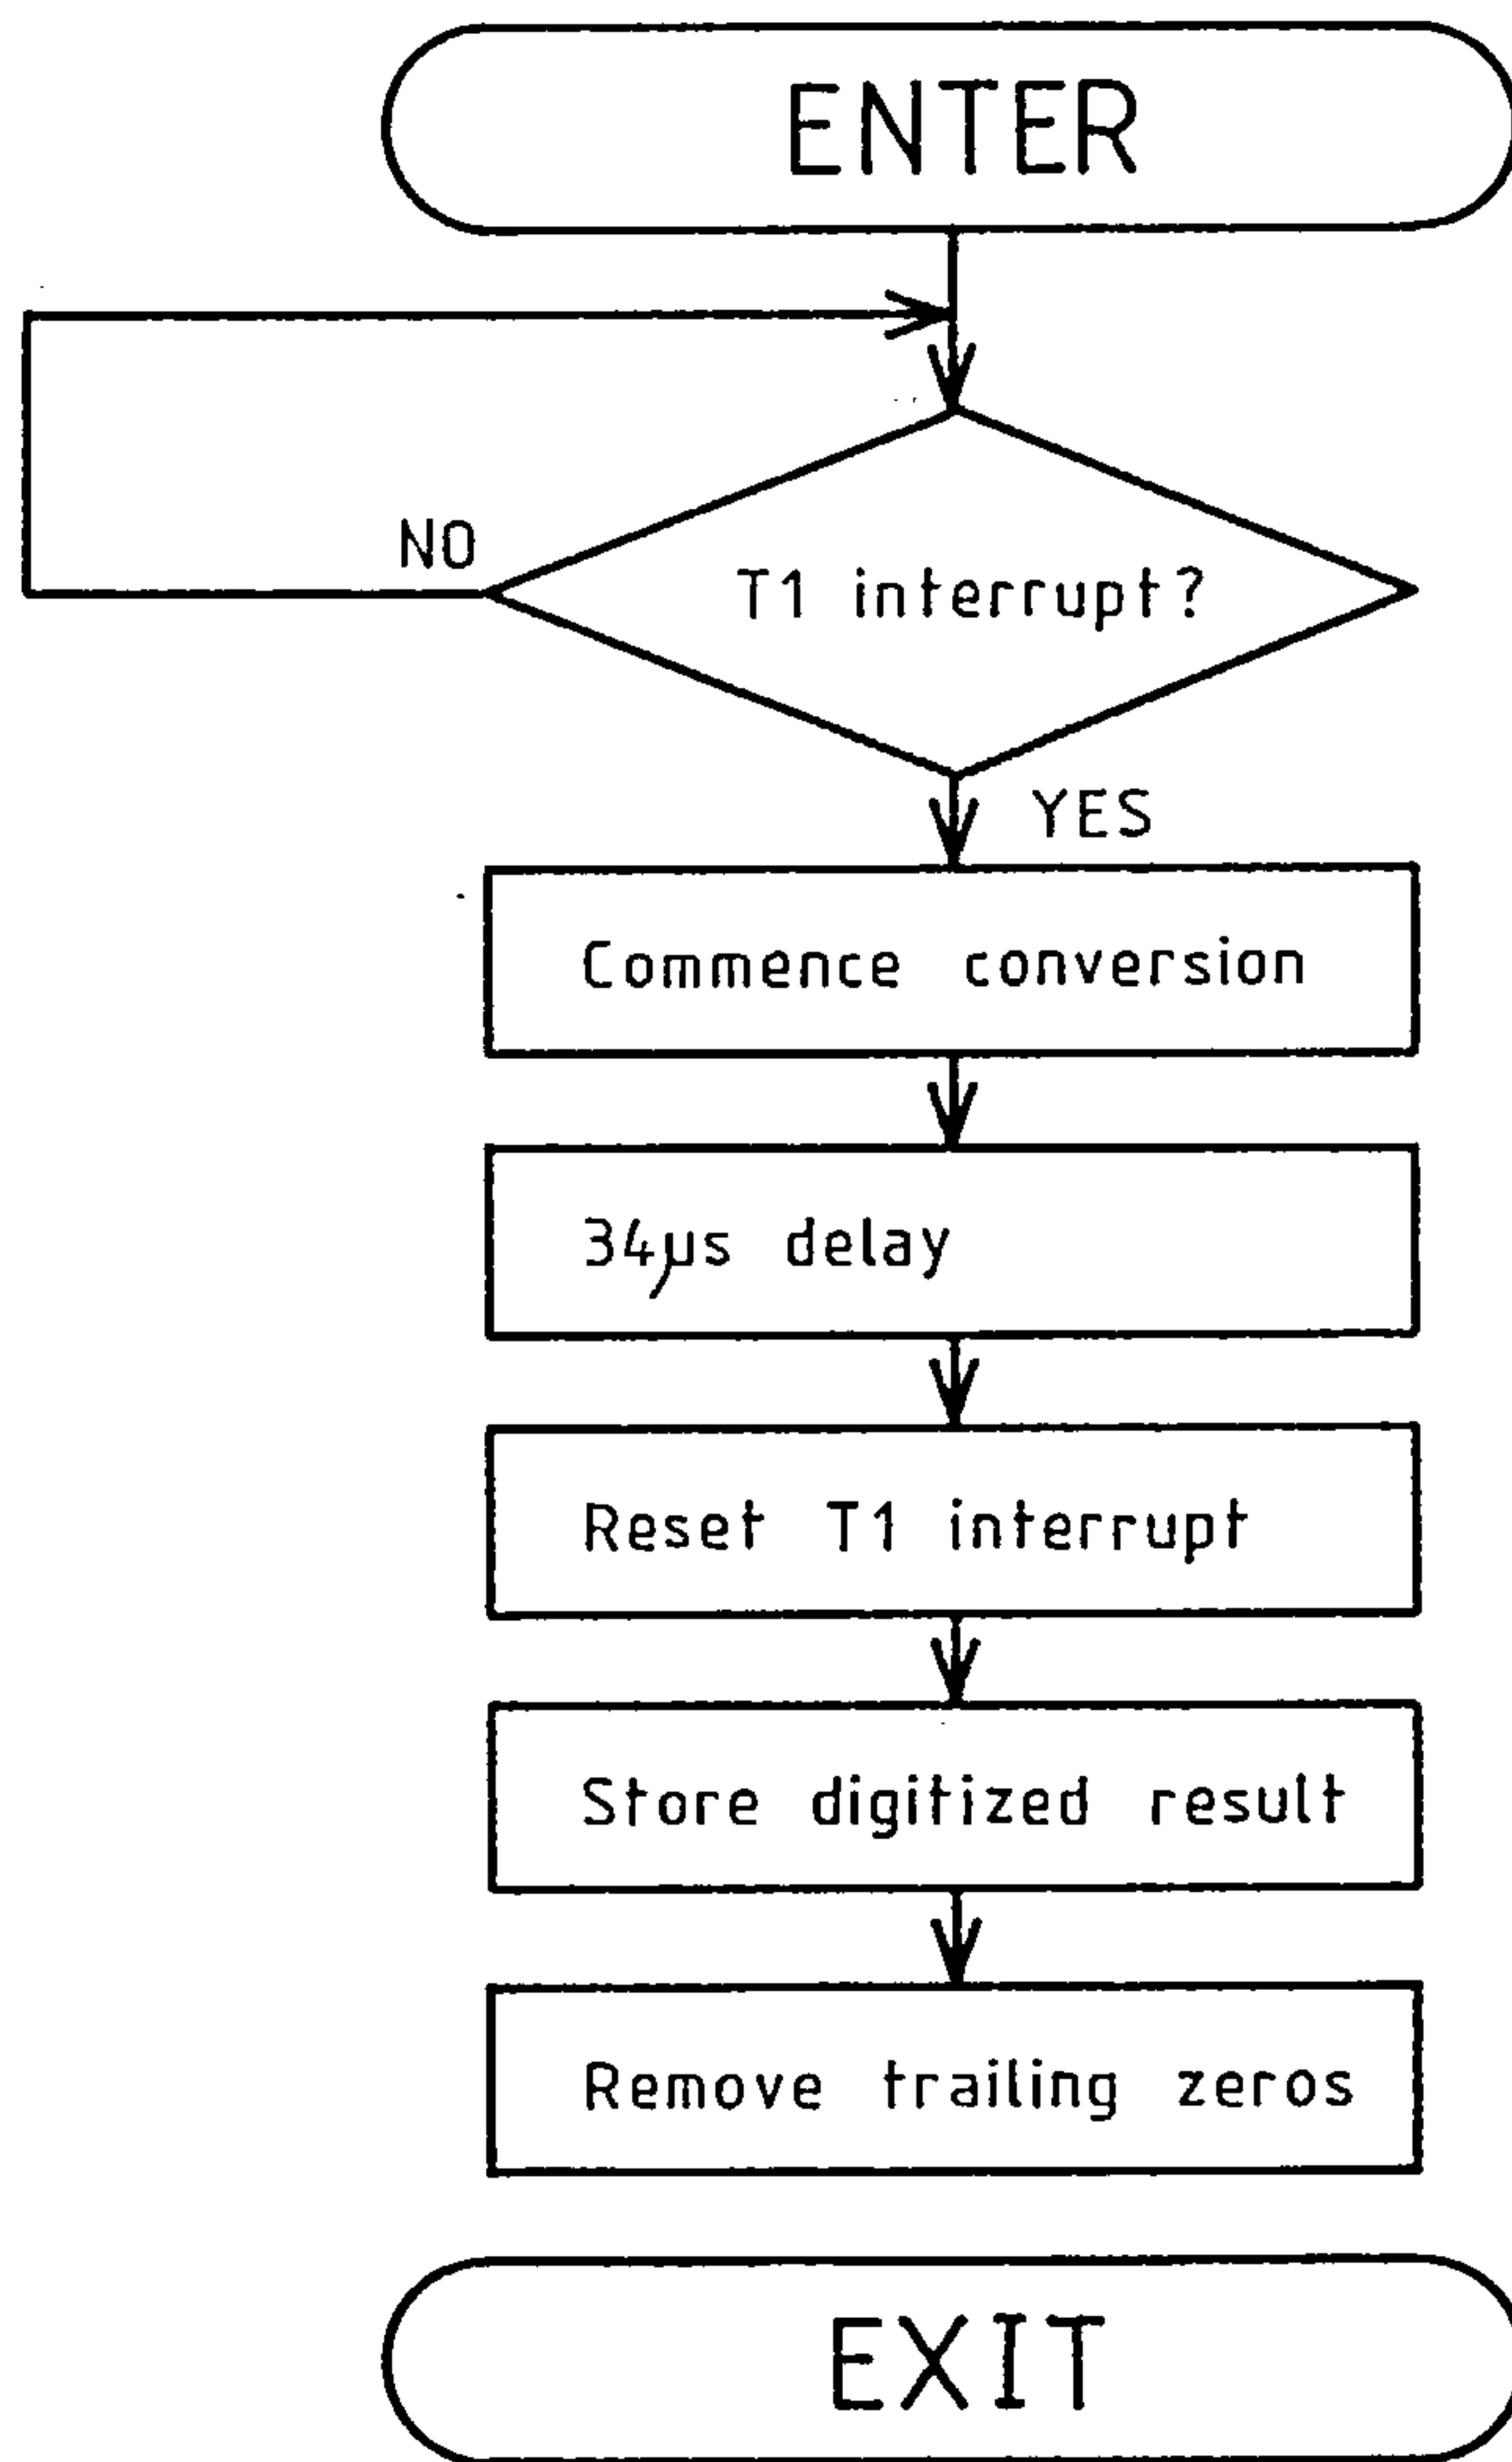 ENTER
NO
T1 interrupt?
YES
Commence conversion
34µs delay
Reset T1 interrupt
Store digitized result
Remove trailing zeros
EXIT